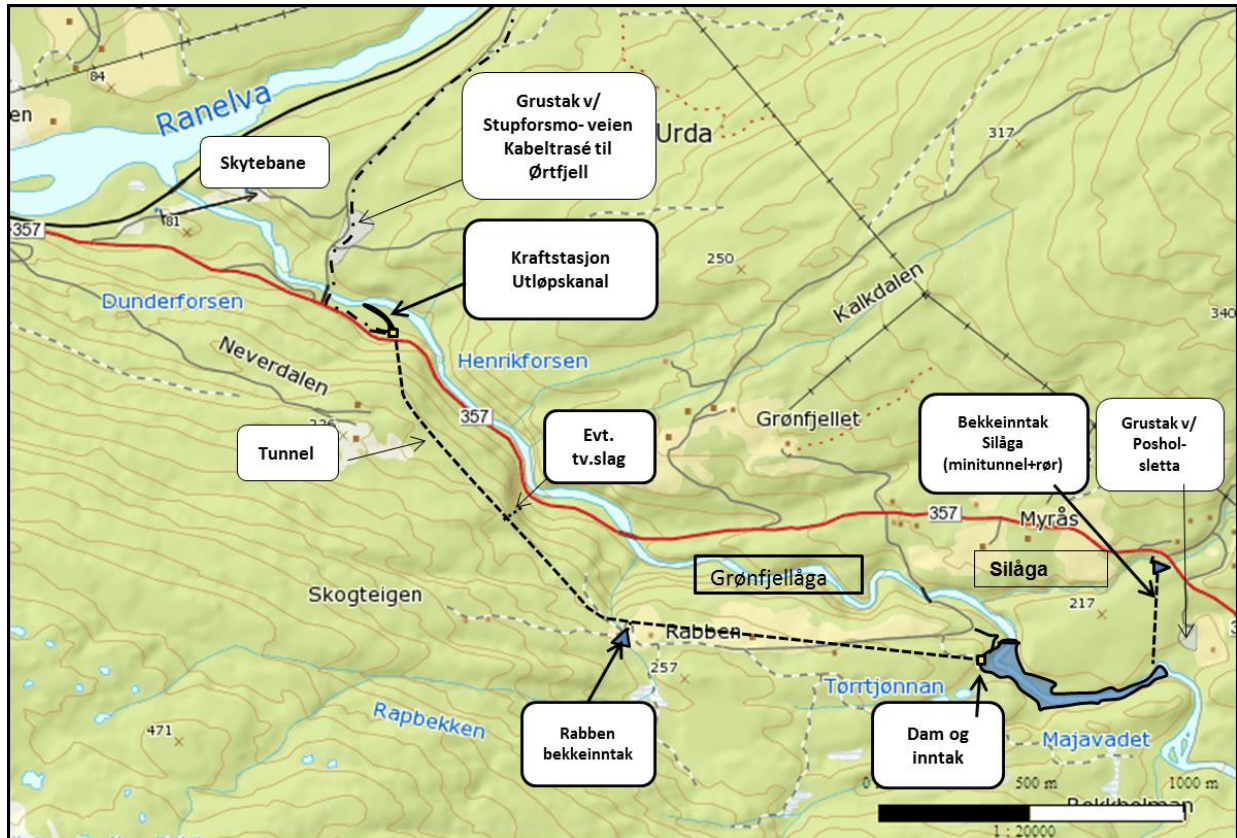 84
en
Ranelva
Grustak v/
Stupforsmo- veien
Kabeltrasé til
Ørtfjell
Urda
317
Skytebane
81
357
Kraftstasjon
Utløpskanal
250
Kalkdalen
340
Dunderforsen
Neverdalen
Henrikforsen
357
Grønfjellet
Bekkeinntak
Silåga
(minitunnel+rør)
Grustak v/
Poshol-
sletta
Tunnel
Evt.
tv.slag
357
Myrås
Grønfjellåga
Silåga
Skogteigen
217
Rabben
257
Tørrtjønnan
Rapbekken
471
Rabben
bekkeinntak
Dam og
inntak
Majavadet
500 m
1000 m
1 : 20000